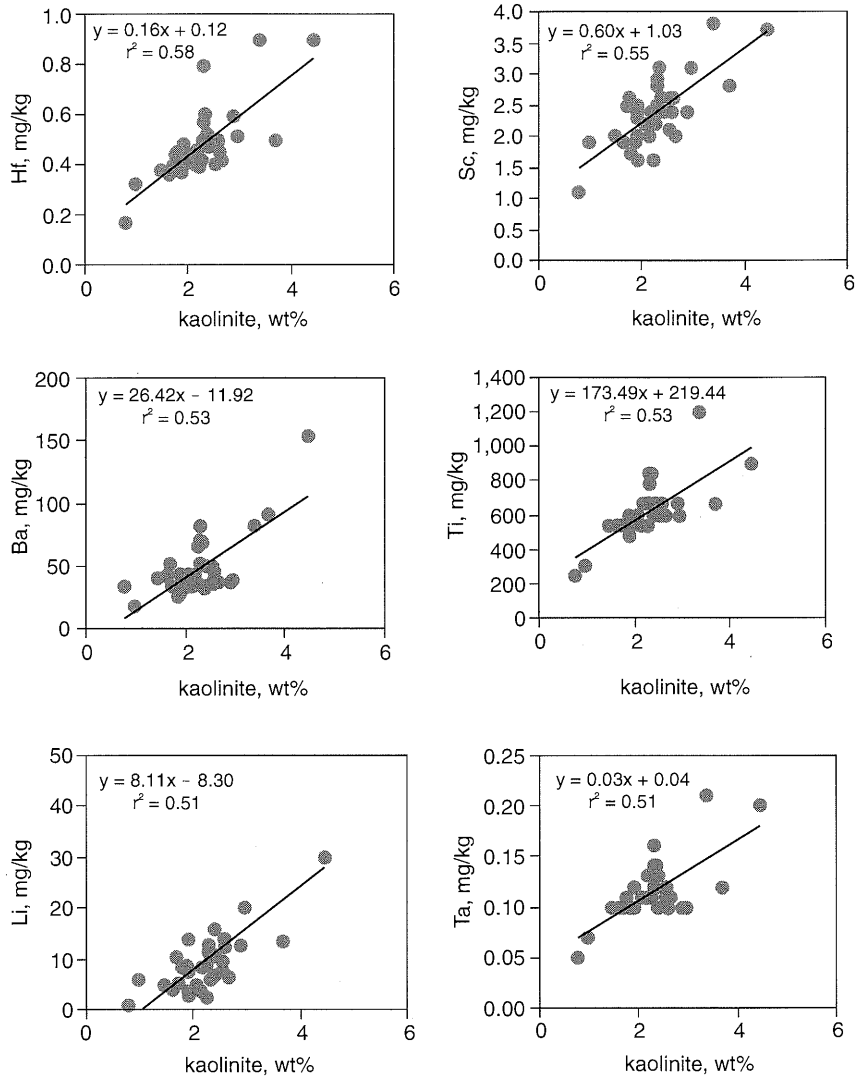 y = 0.16x + 0.12
r² = 0.58
1.0
0.8
0.6
0.4
0.2
0.0
Hf, mg/kg
0 2 4 6
kaolinite, wt%
y = 0.60x + 1.03
r² = 0.55
4.0
3.5
3.0
2.5
2.0
1.5
1.0
0.5
0.0
Sc, mg/kg
0 2 4 6
kaolinite, wt%
y = 26.42x − 11.92
r² = 0.53
200
150
100
50
0
Ba, mg/kg
0 2 4 6
kaolinite, wt%
y = 173.49x + 219.44
r² = 0.53
1,400
1,200
1,000
800
600
400
200
0
Ti, mg/kg
0 2 4 6
kaolinite, wt%
y = 8.11x − 8.30
r² = 0.51
50
40
30
20
10
0
Li, mg/kg
0 2 4 6
kaolinite, wt%
y = 0.03x + 0.04
r² = 0.51
0.25
0.20
0.15
0.10
0.05
0.00
Ta, mg/kg
0 2 4 6
kaolinite, wt%